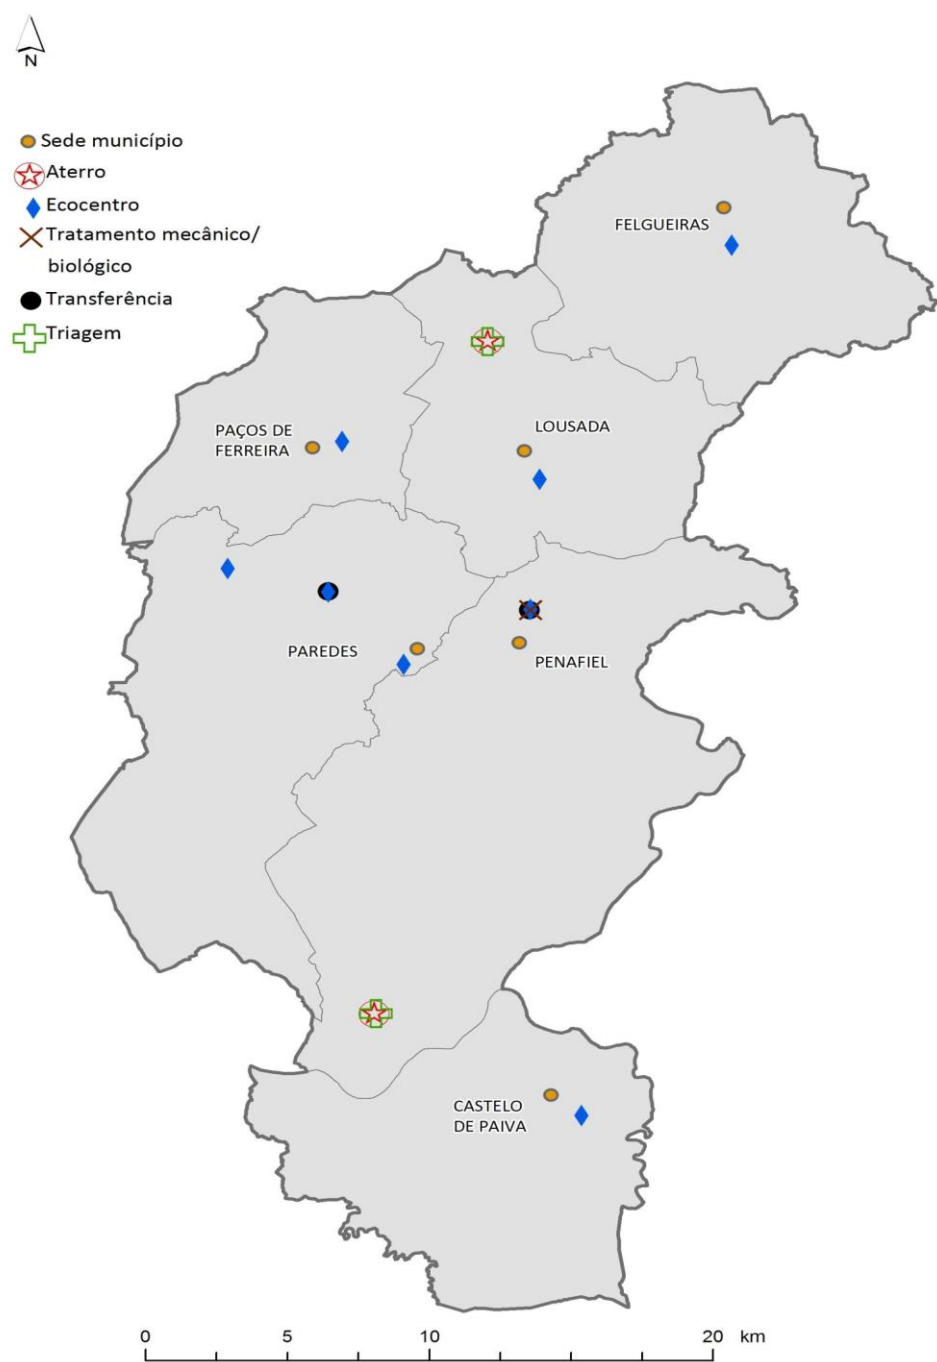 N
Sede município
Aterro
Ecocentro
Tratamento mecânico/
biológico
Transferência
Triagem
FELGUEIRAS
PAÇOS DE
FERREIRA
LOUSADA
PAREDES
PENAFIEL
CASTELO
DE PAIVA
0 5 10 20 km